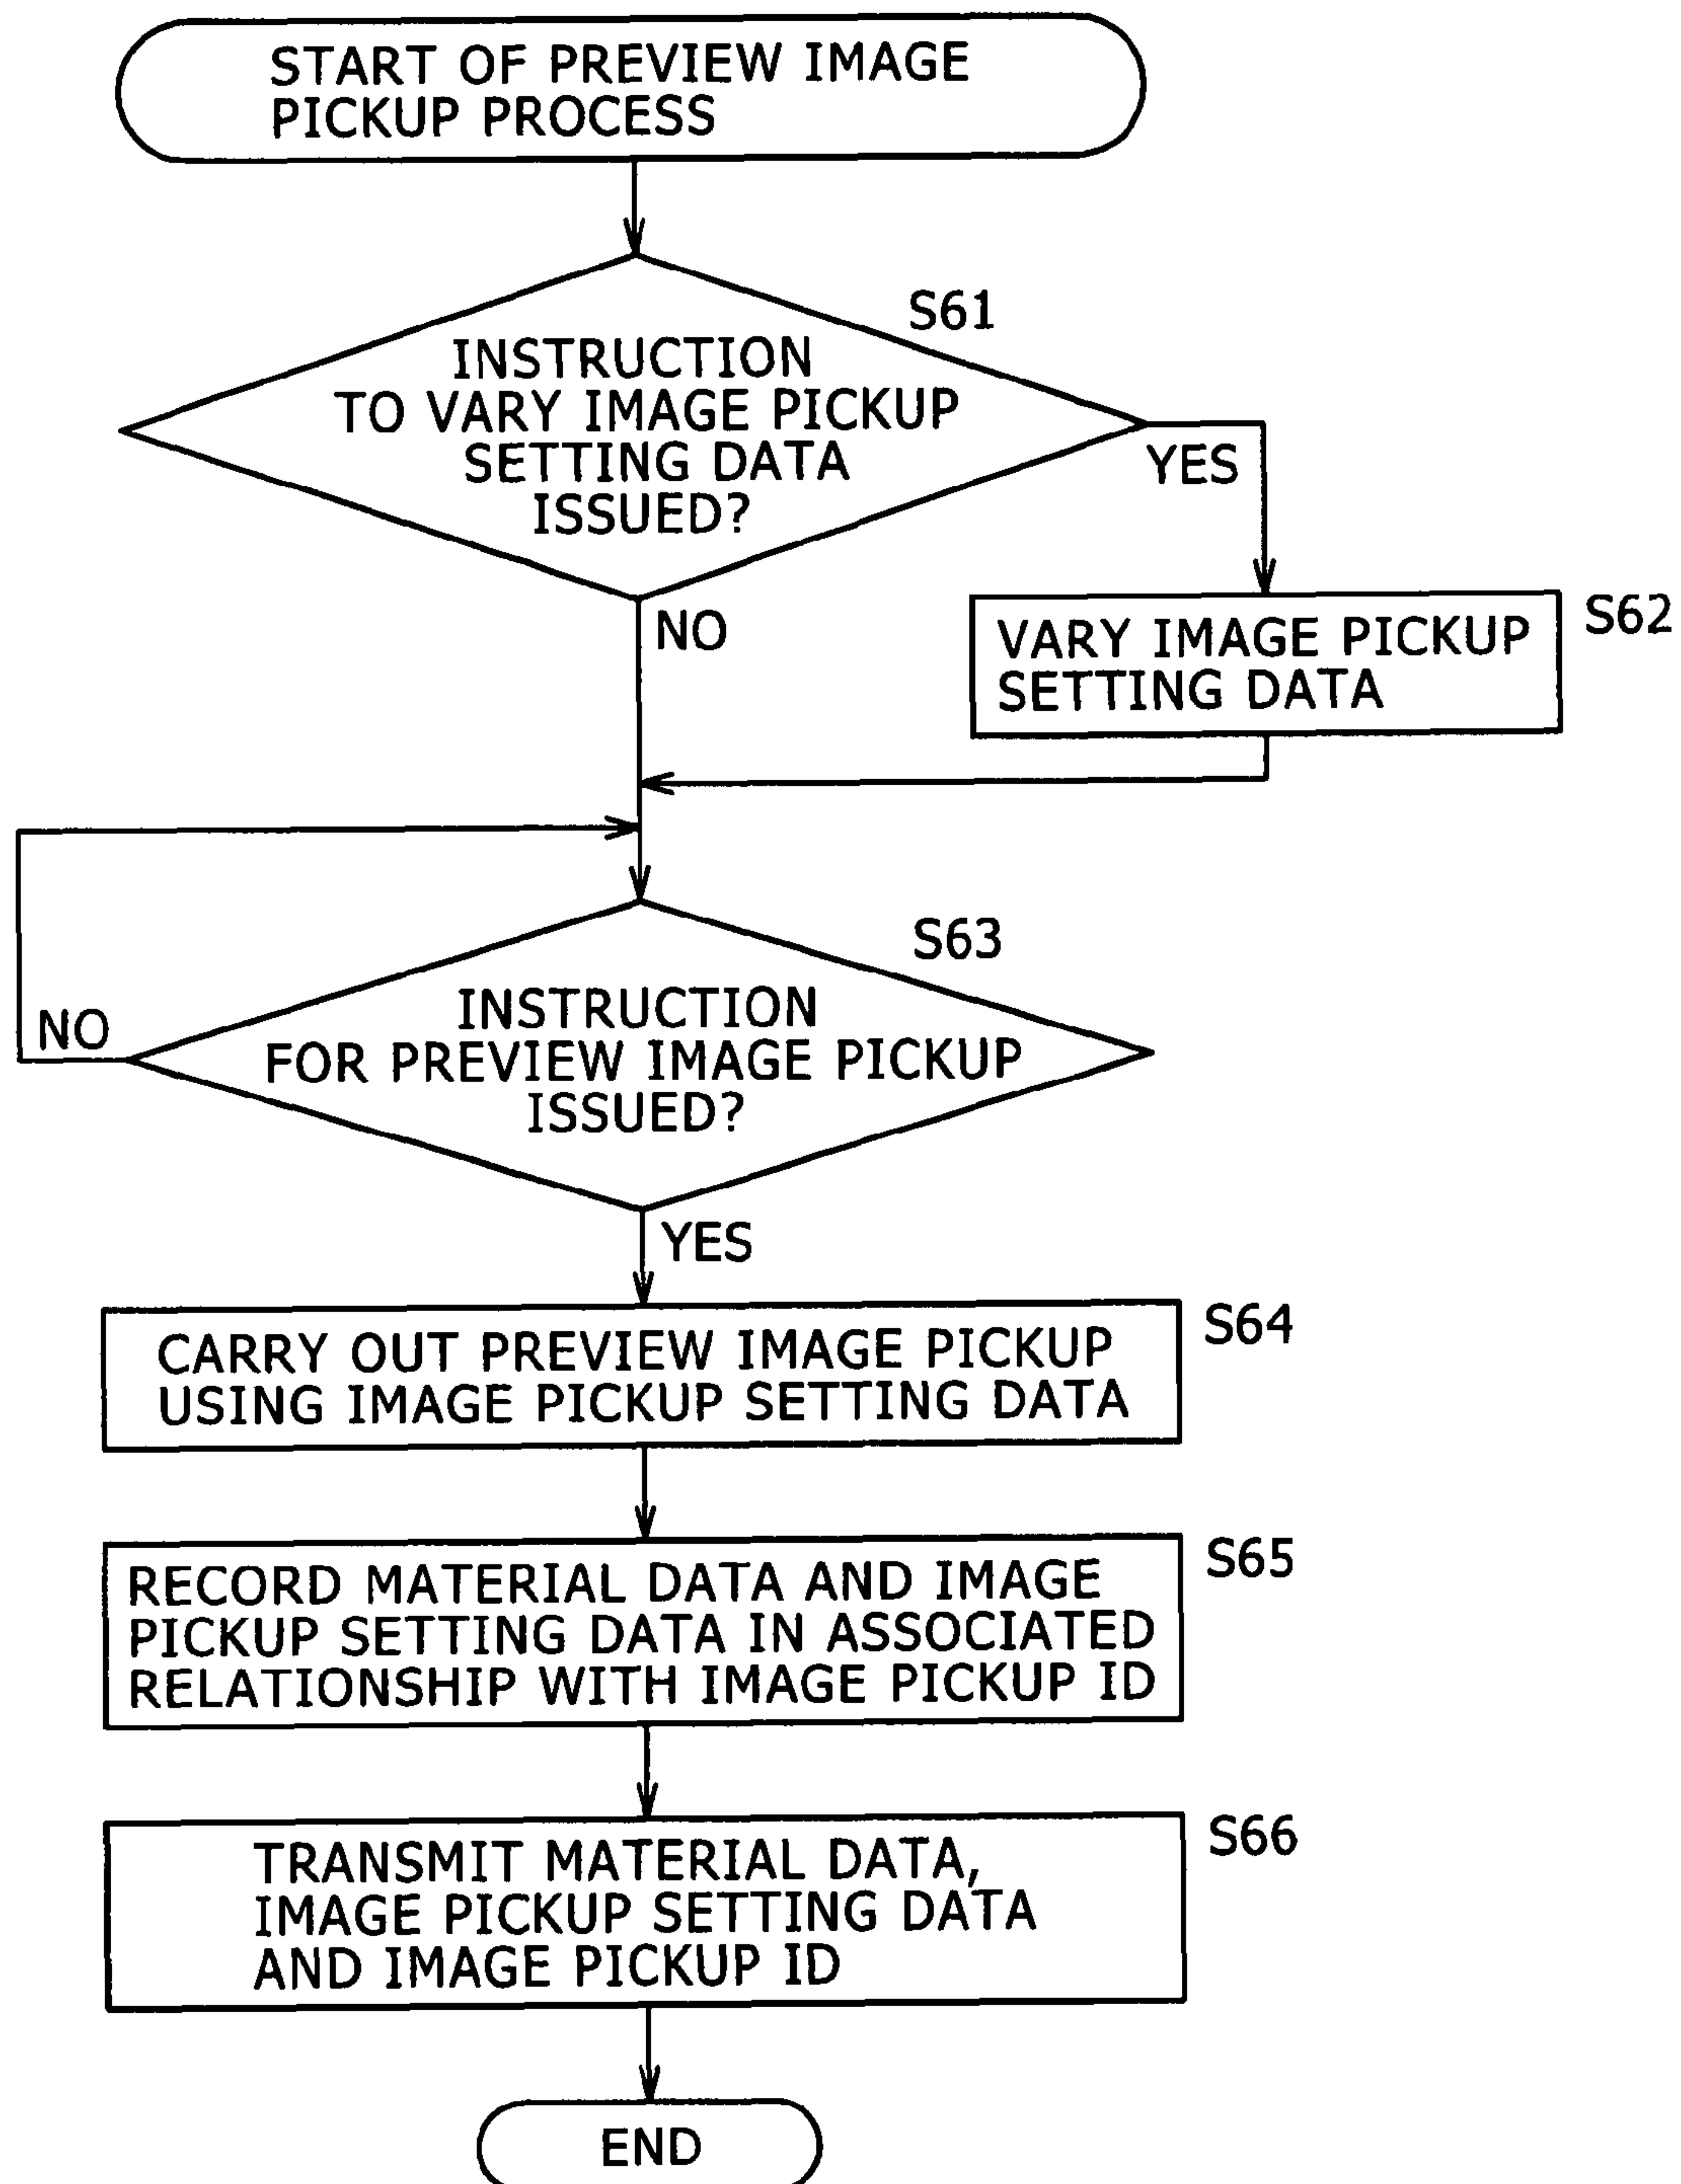 START OF PREVIEW IMAGE
PICKUP PROCESS
S61
INSTRUCTION
TO VARY IMAGE PICKUP
SETTING DATA
ISSUED?
YES
NO
S62
VARY IMAGE PICKUP
SETTING DATA
S63
INSTRUCTION
FOR PREVIEW IMAGE PICKUP
ISSUED?
NO
YES
S64
CARRY OUT PREVIEW IMAGE PICKUP
USING IMAGE PICKUP SETTING DATA
S65
RECORD MATERIAL DATA AND IMAGE
PICKUP SETTING DATA IN ASSOCIATED
RELATIONSHIP WITH IMAGE PICKUP ID
S66
TRANSMIT MATERIAL DATA,
IMAGE PICKUP SETTING DATA
AND IMAGE PICKUP ID
END